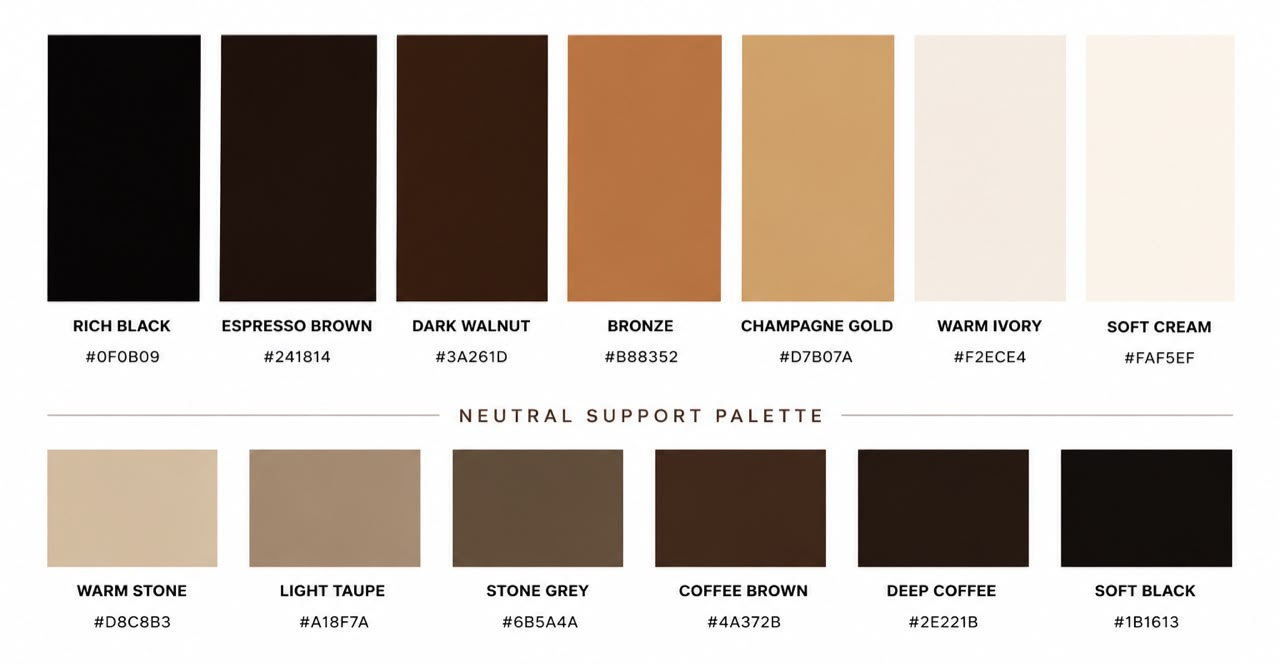 RICH BLACK
#0F0B09
ESPRESSO BROWN
#241814
DARK WALNUT
#3A261D
BRONZE
#B88352
CHAMPAGNE GOLD
#D7B07A
WARM IVORY
#F2ECE4
SOFT CREAM
#FAF5EF
NEUTRAL SUPPORT PALETTE
WARM STONE
#D8C8B3
LIGHT TAUPE
#A18F7A
STONE GREY
#6B5A4A
COFFEE BROWN
#4A372B
DEEP COFFEE
#2E221B
SOFT BLACK
#1B1613